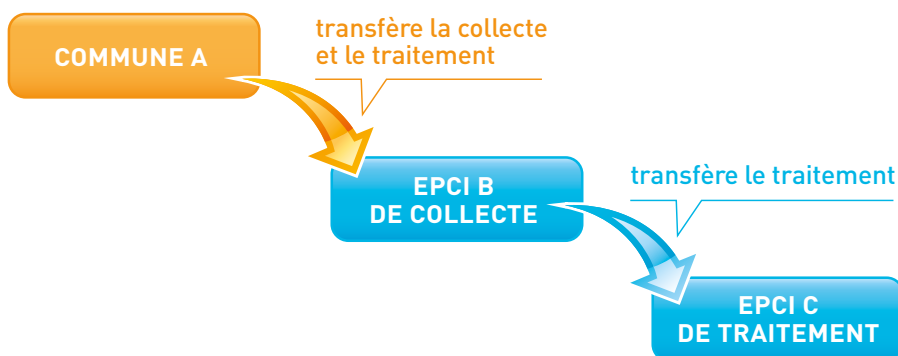 COMMUNE A
transfère la collecte
et le traitement
EPCI B
DE COLLECTE
transfère le traitement
EPCI C
DE TRAITEMENT